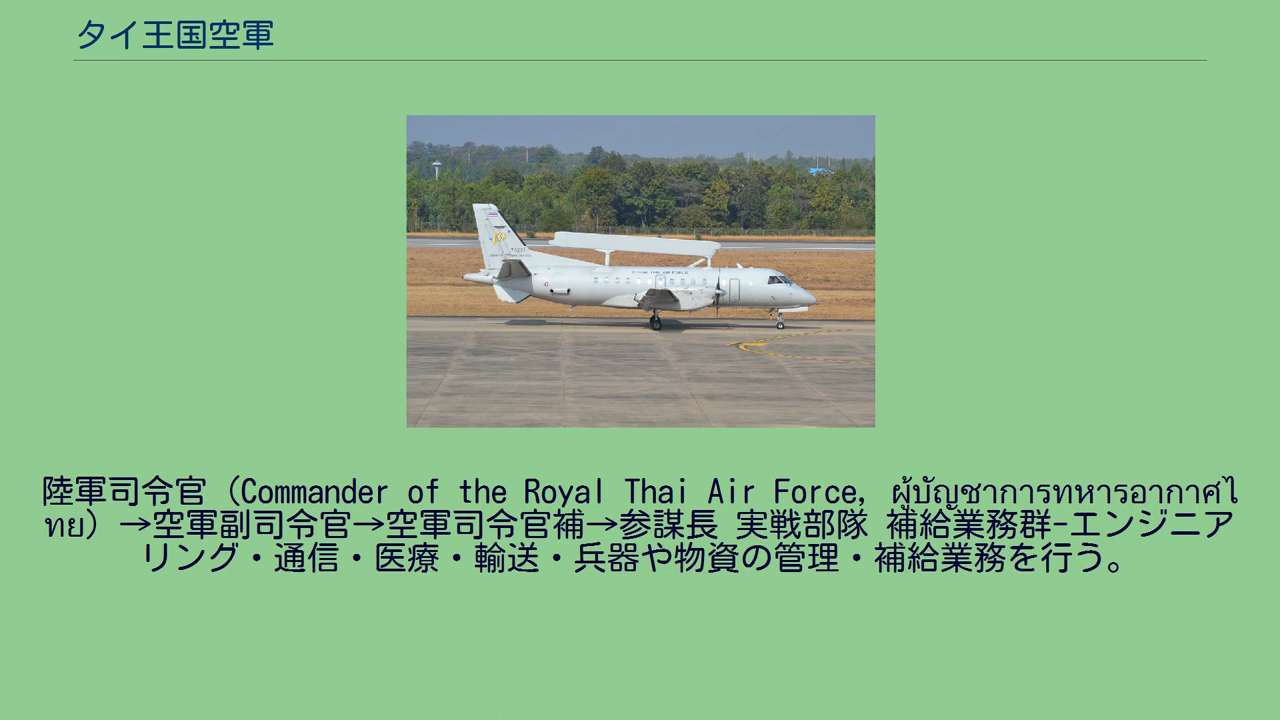 タイ王国空軍
ROYAL THAI AIR FORCE
陸軍司令官（Commander of the Royal Thai Air Force, ผู้บัญชาการทหารอากาศไ
ทย）→空軍副司令官→空軍司令官補→参謀長 実戦部隊 補給業務群-エンジニア
リング・通信・医療・輸送・兵器や物資の管理・補給業務を行う。